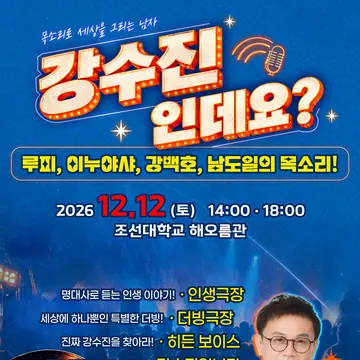 목소리로 세상을 그리는 남자
강수진
인데요?
루피, 이누야샤, 강백호, 남도일의 목소리!
2026 12.12 (토) 14:00 · 18:00
조선대학교 해오름관
명대사로 듣는 인생 이야기! · 인생극장
세상에 하나뿐인 특별한 더빙! · 더빙극장
진짜 강수진을 찾아라! · 히든 보이스